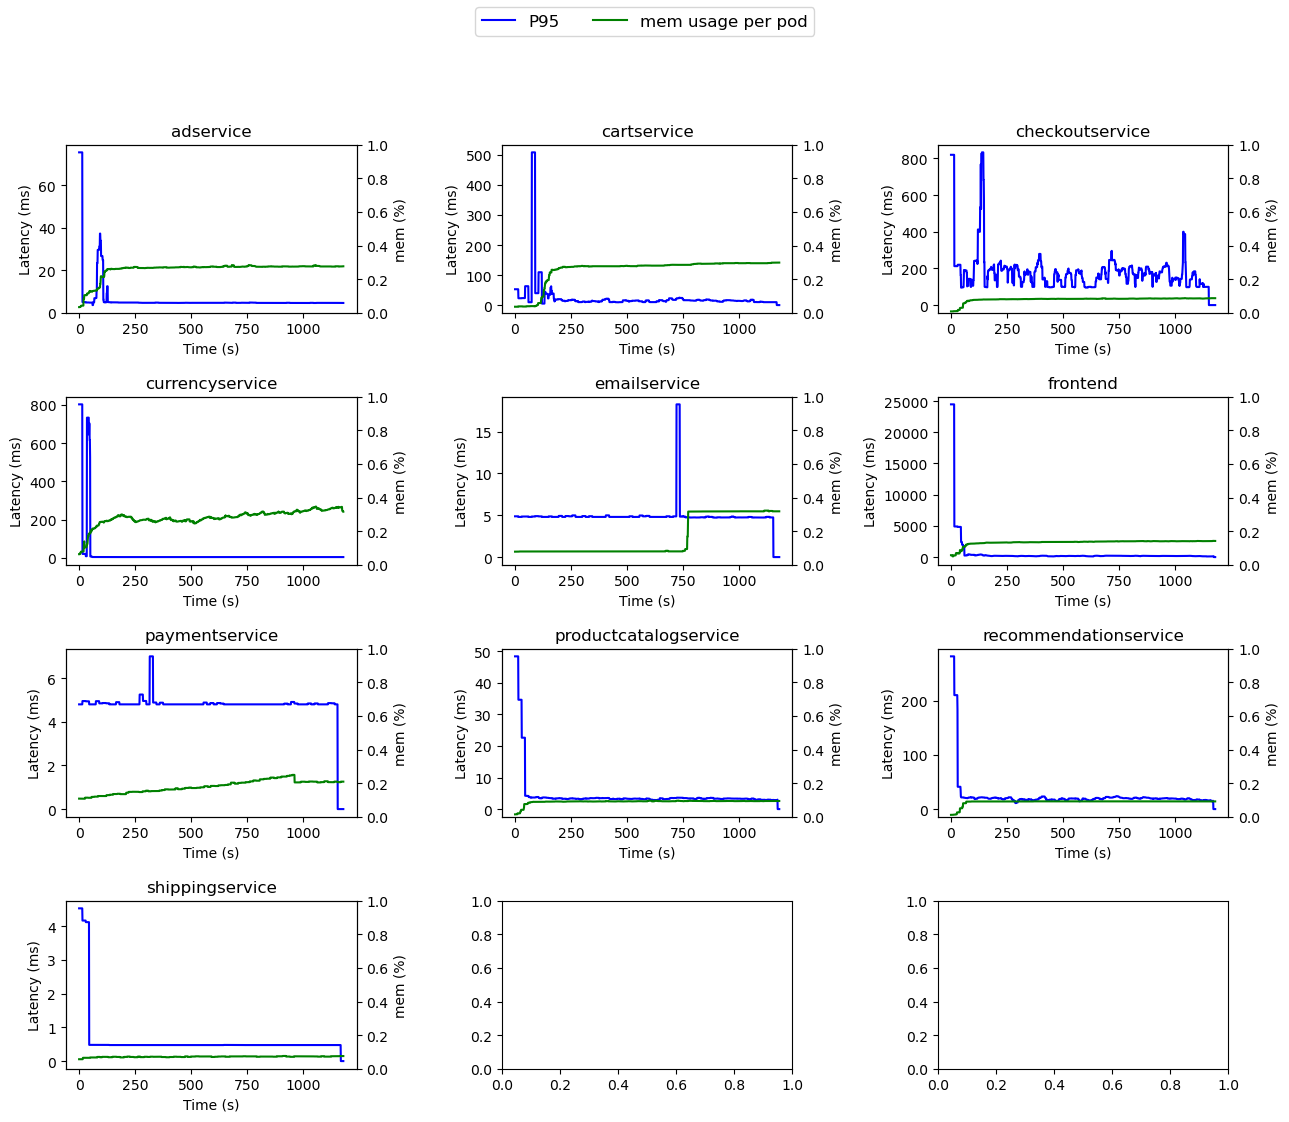 P95 mem usage per pod
adservice
Latency (ms)
0 20 40 60
0 250 500 750 1000
Time (s)
0.0 0.2 0.4 0.6 0.8 1.0
mem (%)
cartservice
Latency (ms)
0 100 200 300 400 500
0 250 500 750 1000
Time (s)
0.0 0.2 0.4 0.6 0.8 1.0
mem (%)
checkoutservice
Latency (ms)
0 200 400 600 800
0 250 500 750 1000
Time (s)
0.0 0.2 0.4 0.6 0.8 1.0
mem (%)
currencyservice
Latency (ms)
0 200 400 600 800
0 250 500 750 1000
Time (s)
0.0 0.2 0.4 0.6 0.8 1.0
mem (%)
emailservice
Latency (ms)
0 5 10 15
0 250 500 750 1000
Time (s)
0.0 0.2 0.4 0.6 0.8 1.0
mem (%)
frontend
Latency (ms)
0 5000 10000 15000 20000 25000
0 250 500 750 1000
Time (s)
0.0 0.2 0.4 0.6 0.8 1.0
mem (%)
paymentservice
Latency (ms)
0 2 4 6
0 250 500 750 1000
Time (s)
0.0 0.2 0.4 0.6 0.8 1.0
mem (%)
productcatalogservice
Latency (ms)
0 10 20 30 40 50
0 250 500 750 1000
Time (s)
0.0 0.2 0.4 0.6 0.8 1.0
mem (%)
recommendationservice
Latency (ms)
0 100 200
0 250 500 750 1000
Time (s)
0.0 0.2 0.4 0.6 0.8 1.0
mem (%)
shippingservice
Latency (ms)
0 1 2 3 4
0 250 500 750 1000
Time (s)
0.0 0.2 0.4 0.6 0.8 1.0
mem (%)
0.0 0.2 0.4 0.6 0.8 1.0
0.0 0.2 0.4 0.6 0.8 1.0
0.0 0.2 0.4 0.6 0.8 1.0
0.0 0.2 0.4 0.6 0.8 1.0